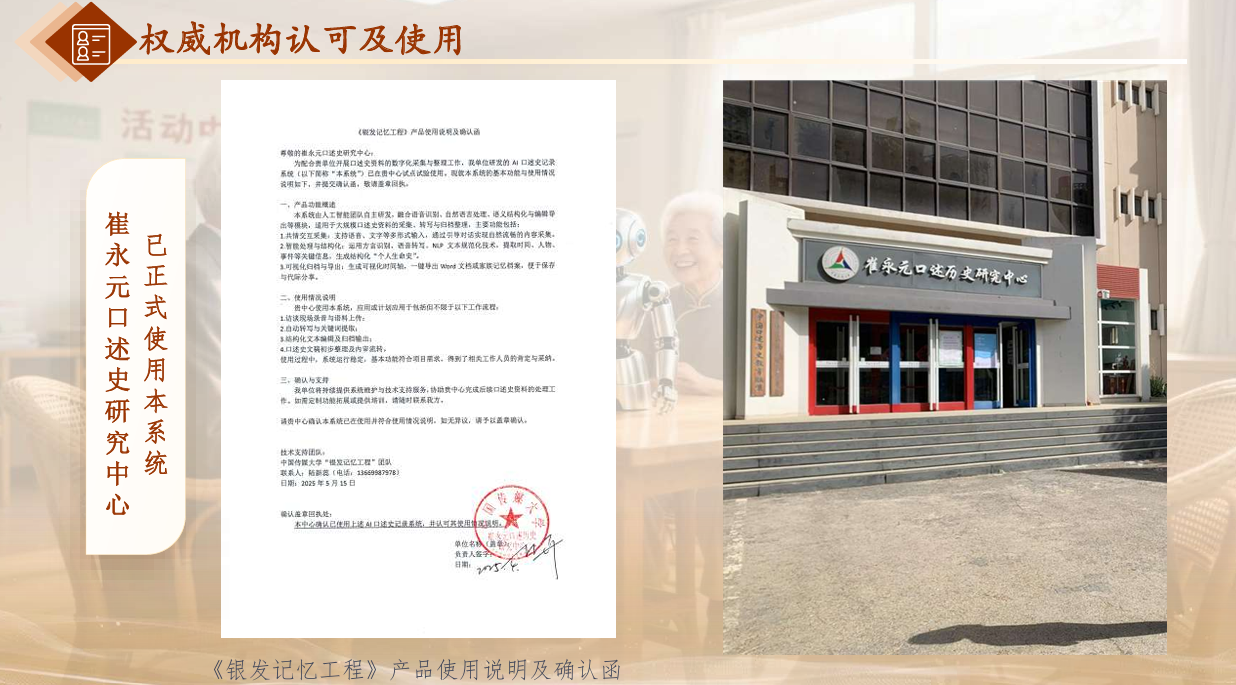 权威机构认可及使用
活动中
崔永元口述史研究中心
已正式使用本系统
《银发记忆工程》产品使用说明及确认函
尊敬的崔永元口述史研究中心：
为配合贵单位开展口述史资料的数字化采集与整理工作，我单位研发的 AI 口述史记录
系统（以下简称“本系统”）已在贵中心试点试验使用。现就本系统的基本功能与使用情况
说明如下，并提交确认函，敬请盖章回执。
一、产品功能概述
本系统由人工智能团队自主研发，融合语音识别、自然语言处理、语义结构化与编辑导
出等模块，适用于大规模口述史资料的采集、转写与归档整理，主要功能包括：
1.共情交互采集：支持语音、文字等多形式输入，通过引导对话实现自然流畅的内容采集。
2.智能处理与结构化：运用方言识别、语音转写、NLP 文本规范化技术，提取时间、人物、
事件等关键信息，生成结构化“个人生命史”。
3.可视化归档与导出：生成可视化时间轴，一键导出 Word 文档或家族记忆档案，便于保存
与代际分享。
二、使用情况说明
贵中心使用本系统，应用或计划应用于包括但不限于以下工作流程：
1.访谈现场录音与语料上传；
2.自动转写与关键词提取；
3.结构化文本编辑及归档输出；
4.口述史文稿初步整理及内容流转。
使用过程中，系统运行稳定，基本功能符合项目需求，得到了相关工作人员的肯定与采纳。
三、确认与支持
我单位将持续提供系统维护与技术支持服务，协助贵中心完成后续口述史资料的处理工
作。如需定制功能拓展或提供培训，请随时联系我方。
请贵中心确认本系统已在使用并符合使用情况说明。如无异议，请予以盖章确认。
技术支持团队：
中国传媒大学“银发记忆工程”团队
联系人：陆新蕊（电话：13669987978）
日期：2025 年 5 月 15 日
确认盖章回执处：
本中心确认已使用上述 AI 口述史记录系统，并认可其使用情况说明。
单位名称（盖章）：
负责人签字：
日期：
国传媒大学
崔永元口述历史研究中心
《银发记忆工程》产品使用说明及确认函